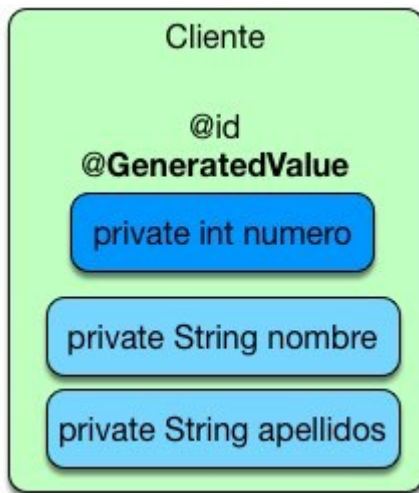 Cliente
@id
@GeneratedValue
private int numero
private String nombre
private String apellidos